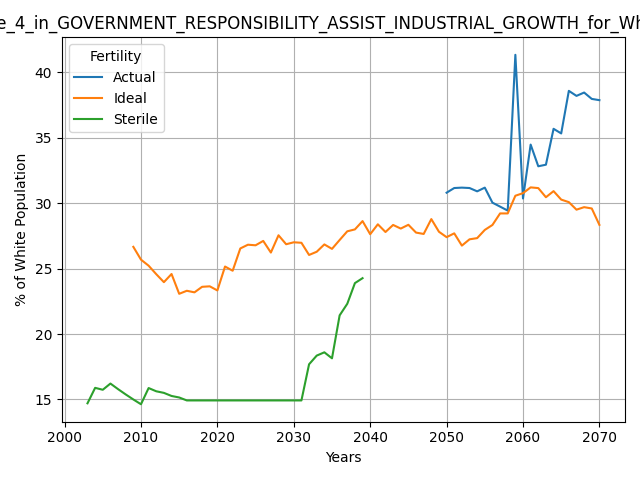 e_4_in_GOVERNMENT_RESPONSIBILITY_ASSIST_INDUSTRIAL_GROWTH_for_Wh
Fertility
Actual
Ideal
Sterile
% of White Population
40
35
30
25
20
15
2000 2010 2020 2030 2040 2050 2060 2070
Years